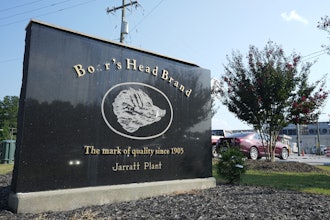 Boar's Head Brand
The mark of quality since 1905
Jarratt Plant